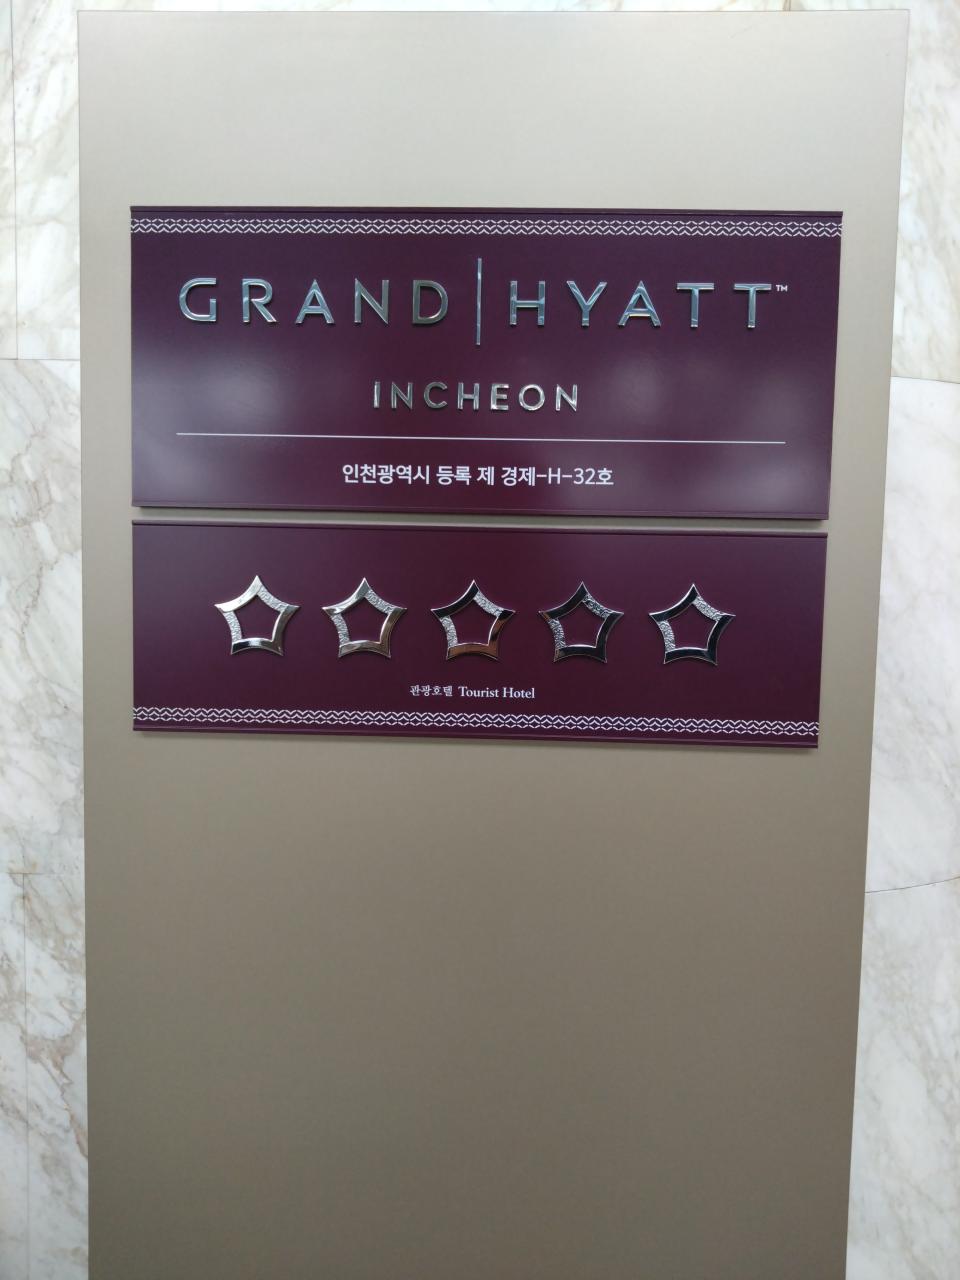 GRAND | HYATT™
INCHEON
인천광역시 등록 제 경제-H-32호
관광호텔 Tourist Hotel